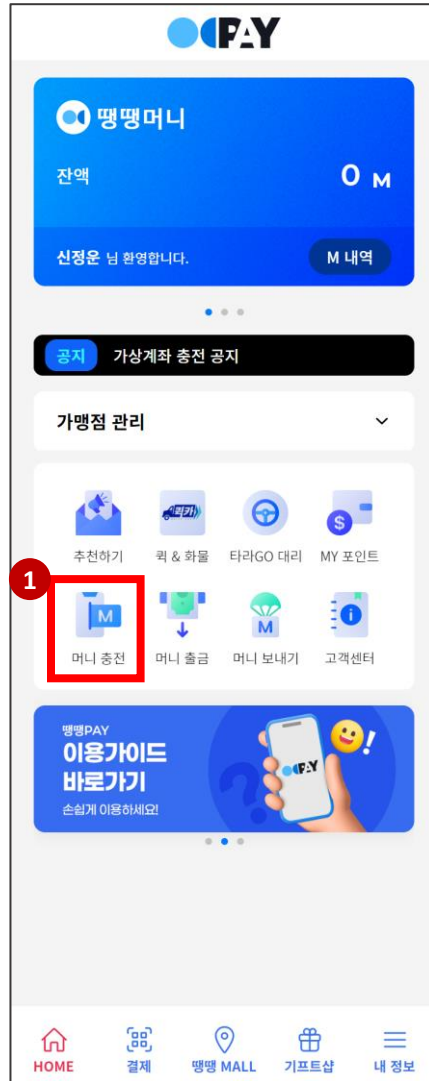 PAY
땡땡머니
잔액
0 M
신정운 님 환영합니다.
M 내역
공지 가상계좌 충전 공지
가맹점 관리
퀵카
추천하기 퀵 & 화물 타라GO 대리 MY 포인트
1
M
M
머니 충전 머니 출금 머니 보내기 고객센터
땡땡PAY
이용가이드
바로가기
손쉽게 이용하세요!
PAY
HOME 결제 땡땡 MALL 기프트샵 내 정보